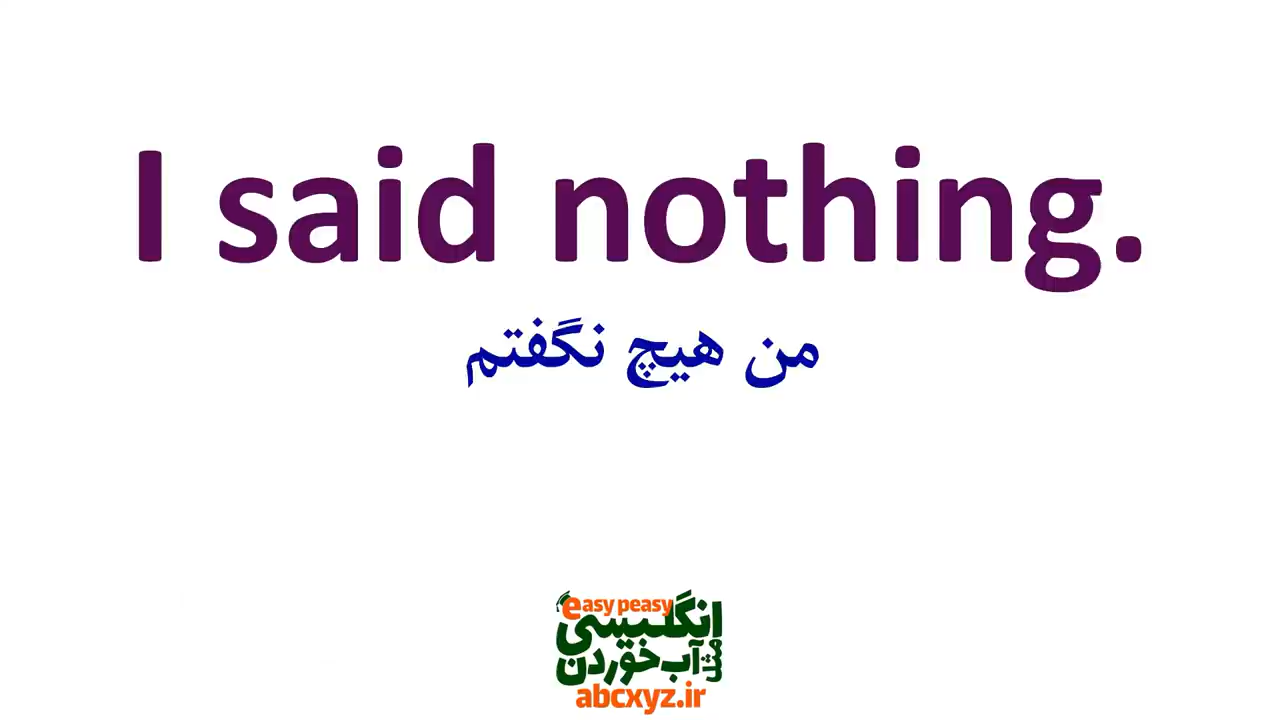 I said nothing.
من هیچ نگفتم
easy peasy
انگلیسی
مثل آب خوردن
abcxyz.ir